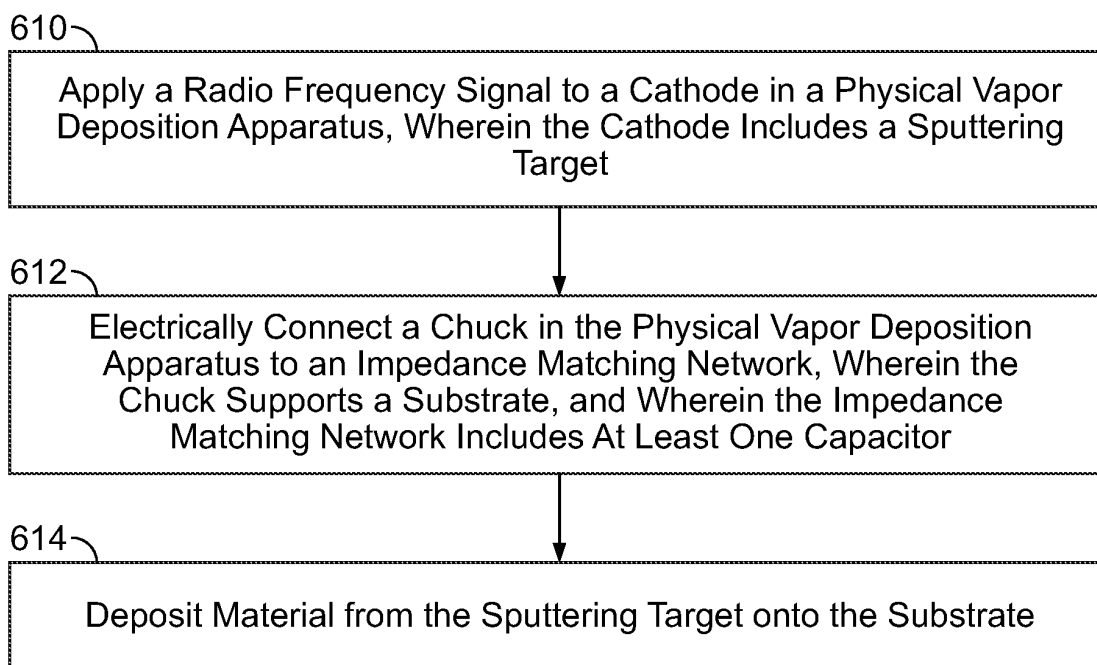 610
Apply a Radio Frequency Signal to a Cathode in a Physical Vapor
Deposition Apparatus, Wherein the Cathode Includes a Sputtering
Target
612
Electrically Connect a Chuck in the Physical Vapor Deposition
Apparatus to an Impedance Matching Network, Wherein the
Chuck Supports a Substrate, and Wherein the Impedance
Matching Network Includes At Least One Capacitor
614
Deposit Material from the Sputtering Target onto the Substrate